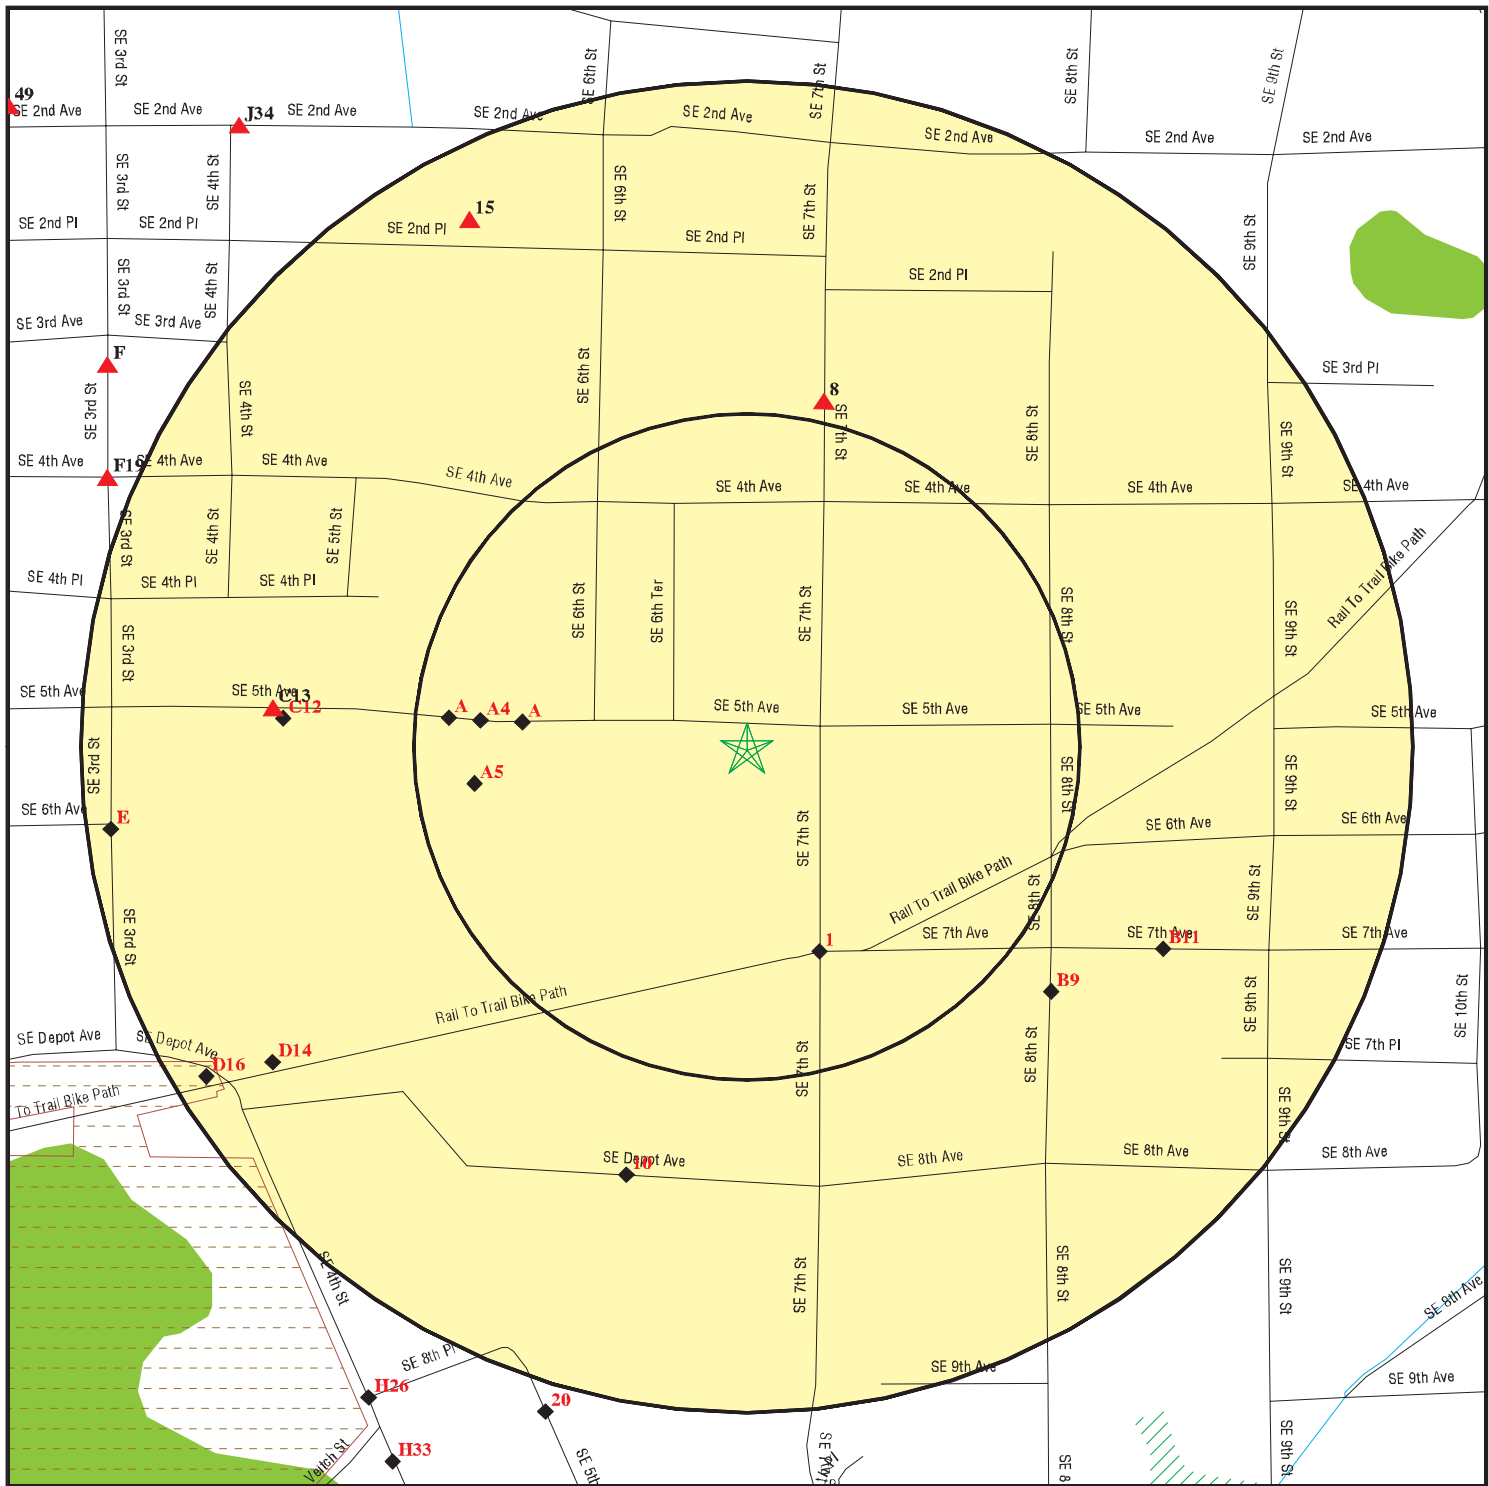 SE 3rd St
SE 6th St
SE 7th St
SE 8th St
SE 9th St
49
SE 2nd Ave
SE 2nd Ave
J34
SE 2nd Ave
SE 2nd Ave
SE 2nd Ave
SE 2nd Ave
SE 2nd Ave
SE 2nd Ave
SE 3rd St
SE 4th St
SE 6th St
SE 7th St
SE 9th St
15
SE 2nd Pl
SE 2nd Pl
SE 2nd Pl
SE 2nd Pl
SE 2nd Pl
SE 3rd St
SE 4th St
SE 3rd Ave
SE 3rd Ave
F
SE 3rd St
SE 4th St
SE 6th St
8
SE 7th St
SE 8th St
SE 3rd Pl
SE 9th St
SE 4th Ave
F19
SE 4th Ave
SE 4th Ave
SE 4th Ave
SE 4th Ave
SE 4th Ave
SE 4th Ave
SE 4th Ave
SE 3rd St
SE 4th St
SE 5th St
Rail To Trail Bike Path
SE 4th Pl
SE 4th Pl
SE 4th Pl
SE 6th St
SE 6th Ter
SE 7th St
SE 8th St
SE 9th St
SE 3rd St
SE 5th Ave
SE 5th Ave
C13
C12
A
A4
A
SE 5th Ave
SE 5th Ave
SE 5th Ave
SE 5th Ave
SE 3rd St
A5
SE 8th St
SE 9th St
SE 6th Ave
E
SE 7th St
SE 6th Ave
SE 6th Ave
Rail To Trail Bike Path
SE 8th St
SE 9th St
SE 3rd St
1
SE 7th Ave
SE 7th Ave
B11
SE 7th Ave
B9
Rail To Trail Bike Path
SE 9th St
SE 10th St
SE Depot Ave
SE Depot Ave
D14
D16
SE 7th St
SE 8th St
SE 7th Pl
To Trail Bike Path
SE 9th St
SE Depot Ave
10
SE 8th Ave
SE 8th Ave
SE 8th Ave
SE 4th St
SE 7th St
SE 8th St
SE 9th St
SE 8th Ave
SE 8th Pl
SE 9th Ave
SE 9th Ave
H26
20
H33
Veitch St
SE 5th
SE 8
SE 9th St